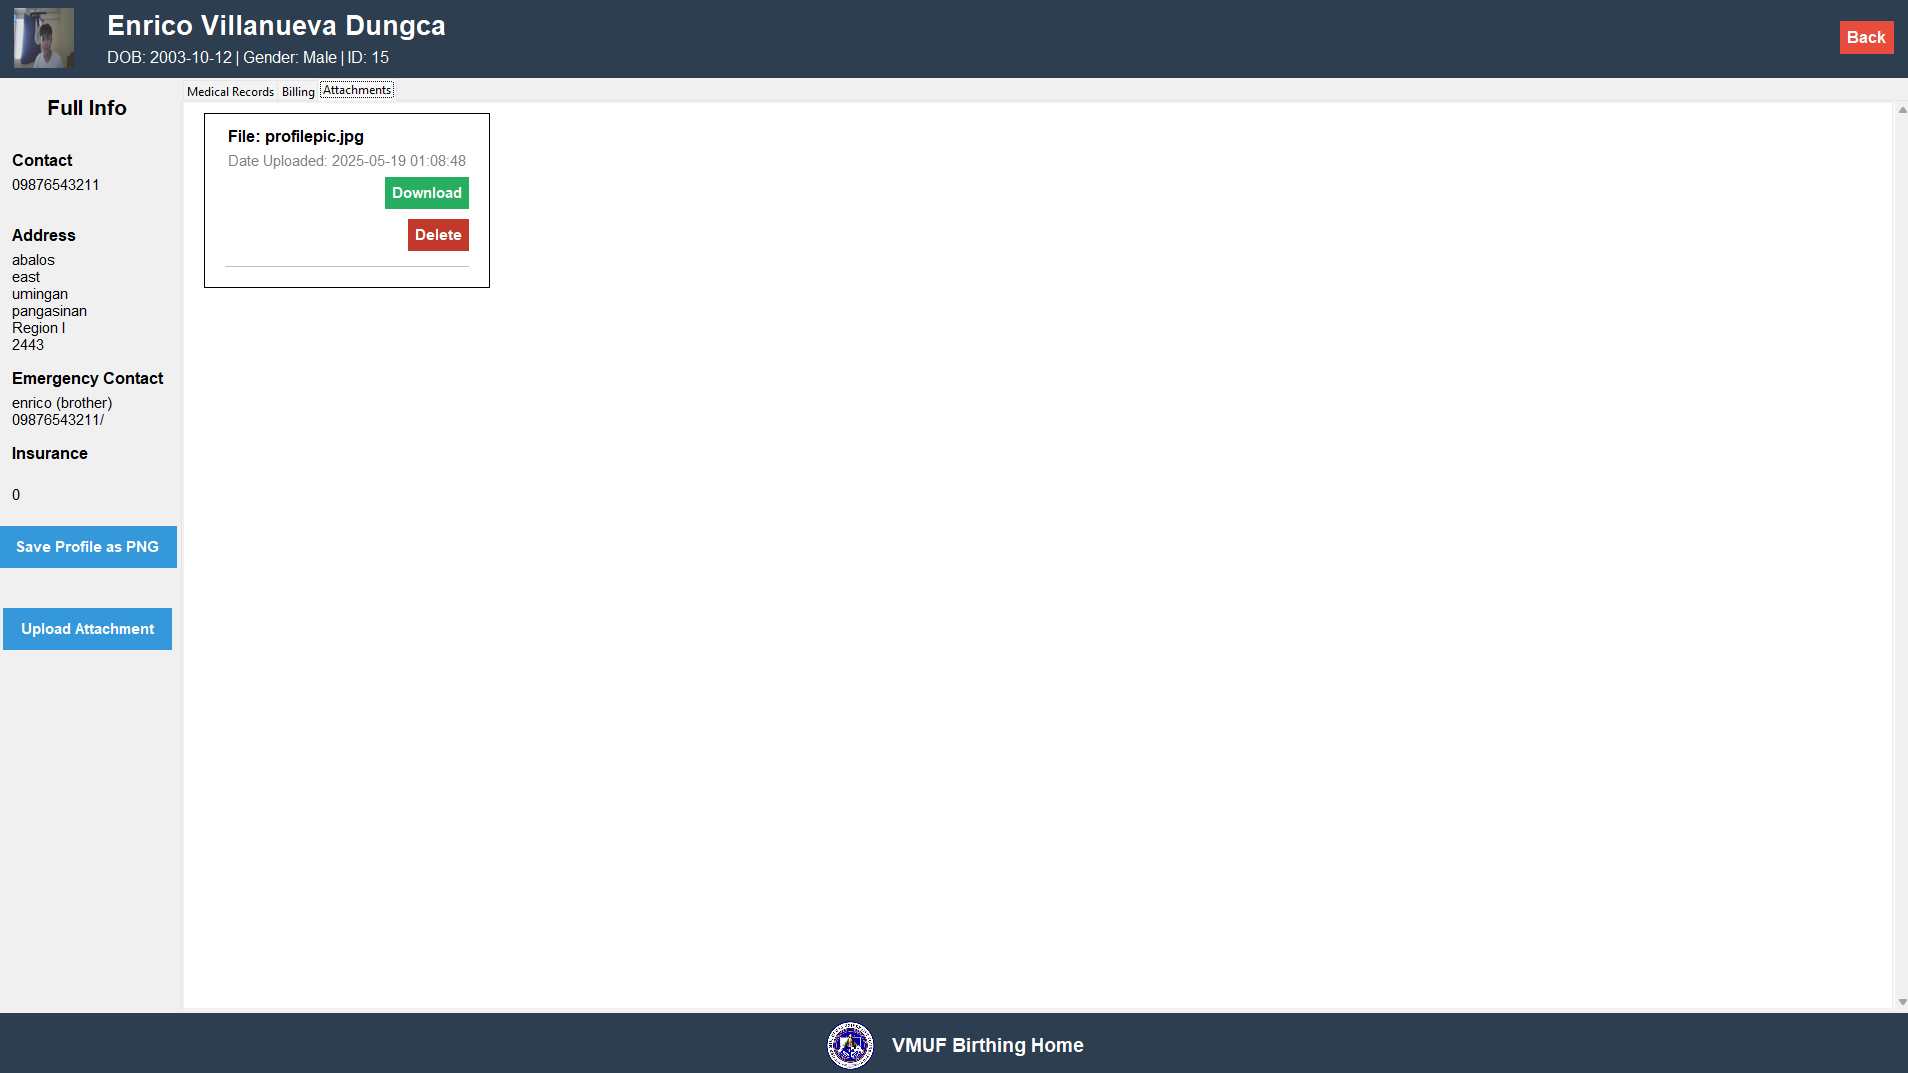 Enrico Villanueva Dungca
DOB: 2003-10-12 | Gender: Male | ID: 15
Back
Full Info
Contact
09876543211
Address
abalos
east
umingan
pangasinan
Region I
2443
Emergency Contact
enrico (brother)
09876543211/
Insurance
0
Save Profile as PNG
Upload Attachment
Medical Records Billing Attachments
File: profilepic.jpg
Date Uploaded: 2025-05-19 01:08:48
Download
Delete
VMUF Birthing Home